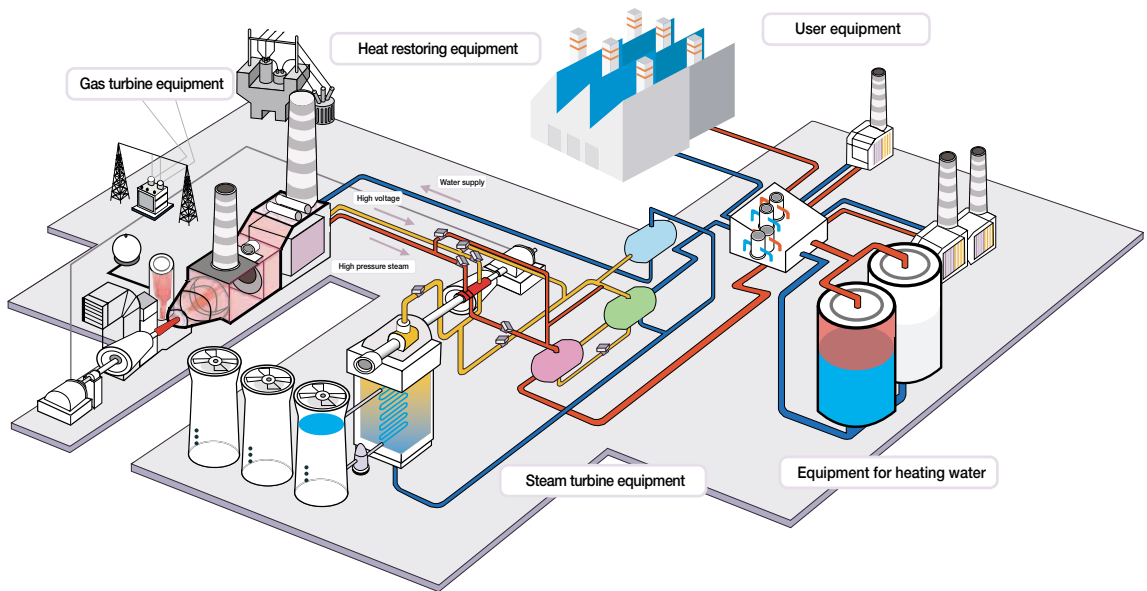 User equipment
Heat restoring equipment
Gas turbine equipment
Water supply
High voltage
High pressure steam
Steam turbine equipment
Equipment for heating water